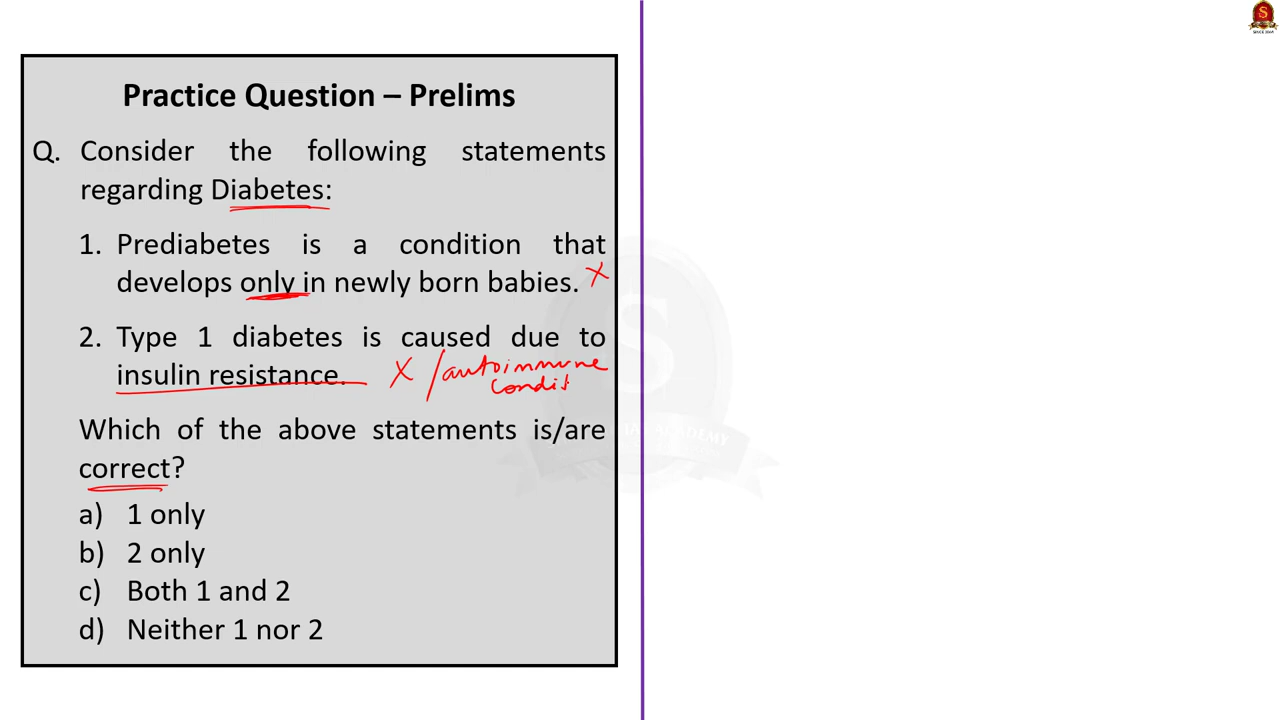 Practice Question – Prelims
Q. Consider the following statements
regarding Diabetes:
1. Prediabetes is a condition that
develops only in newly born babies. X
2. Type 1 diabetes is caused due to
insulin resistance. X / autoimmune
condit
Which of the above statements is/are
correct?
a) 1 only
b) 2 only
c) Both 1 and 2
d) Neither 1 nor 2
S
ACADEMY